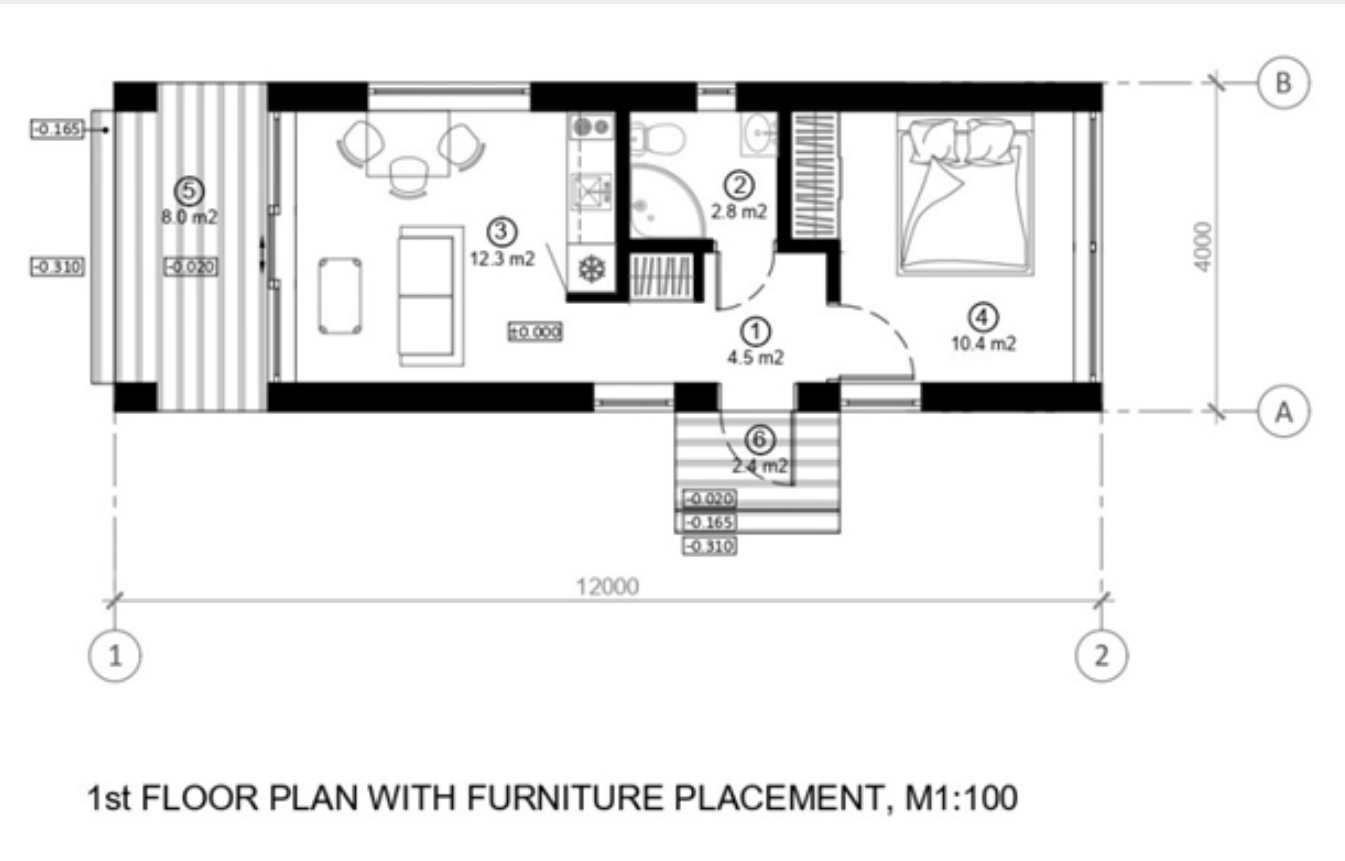 B
-0.165
5
8.0 m2
2
2.8 m2
3
12.3 m2
4000
-0.310
-0.020
±0.000
1
4.5 m2
4
10.4 m2
A
6
2.4 m2
-0.020
-0.165
-0.310
12000
1
2
1st FLOOR PLAN WITH FURNITURE PLACEMENT, M1:100